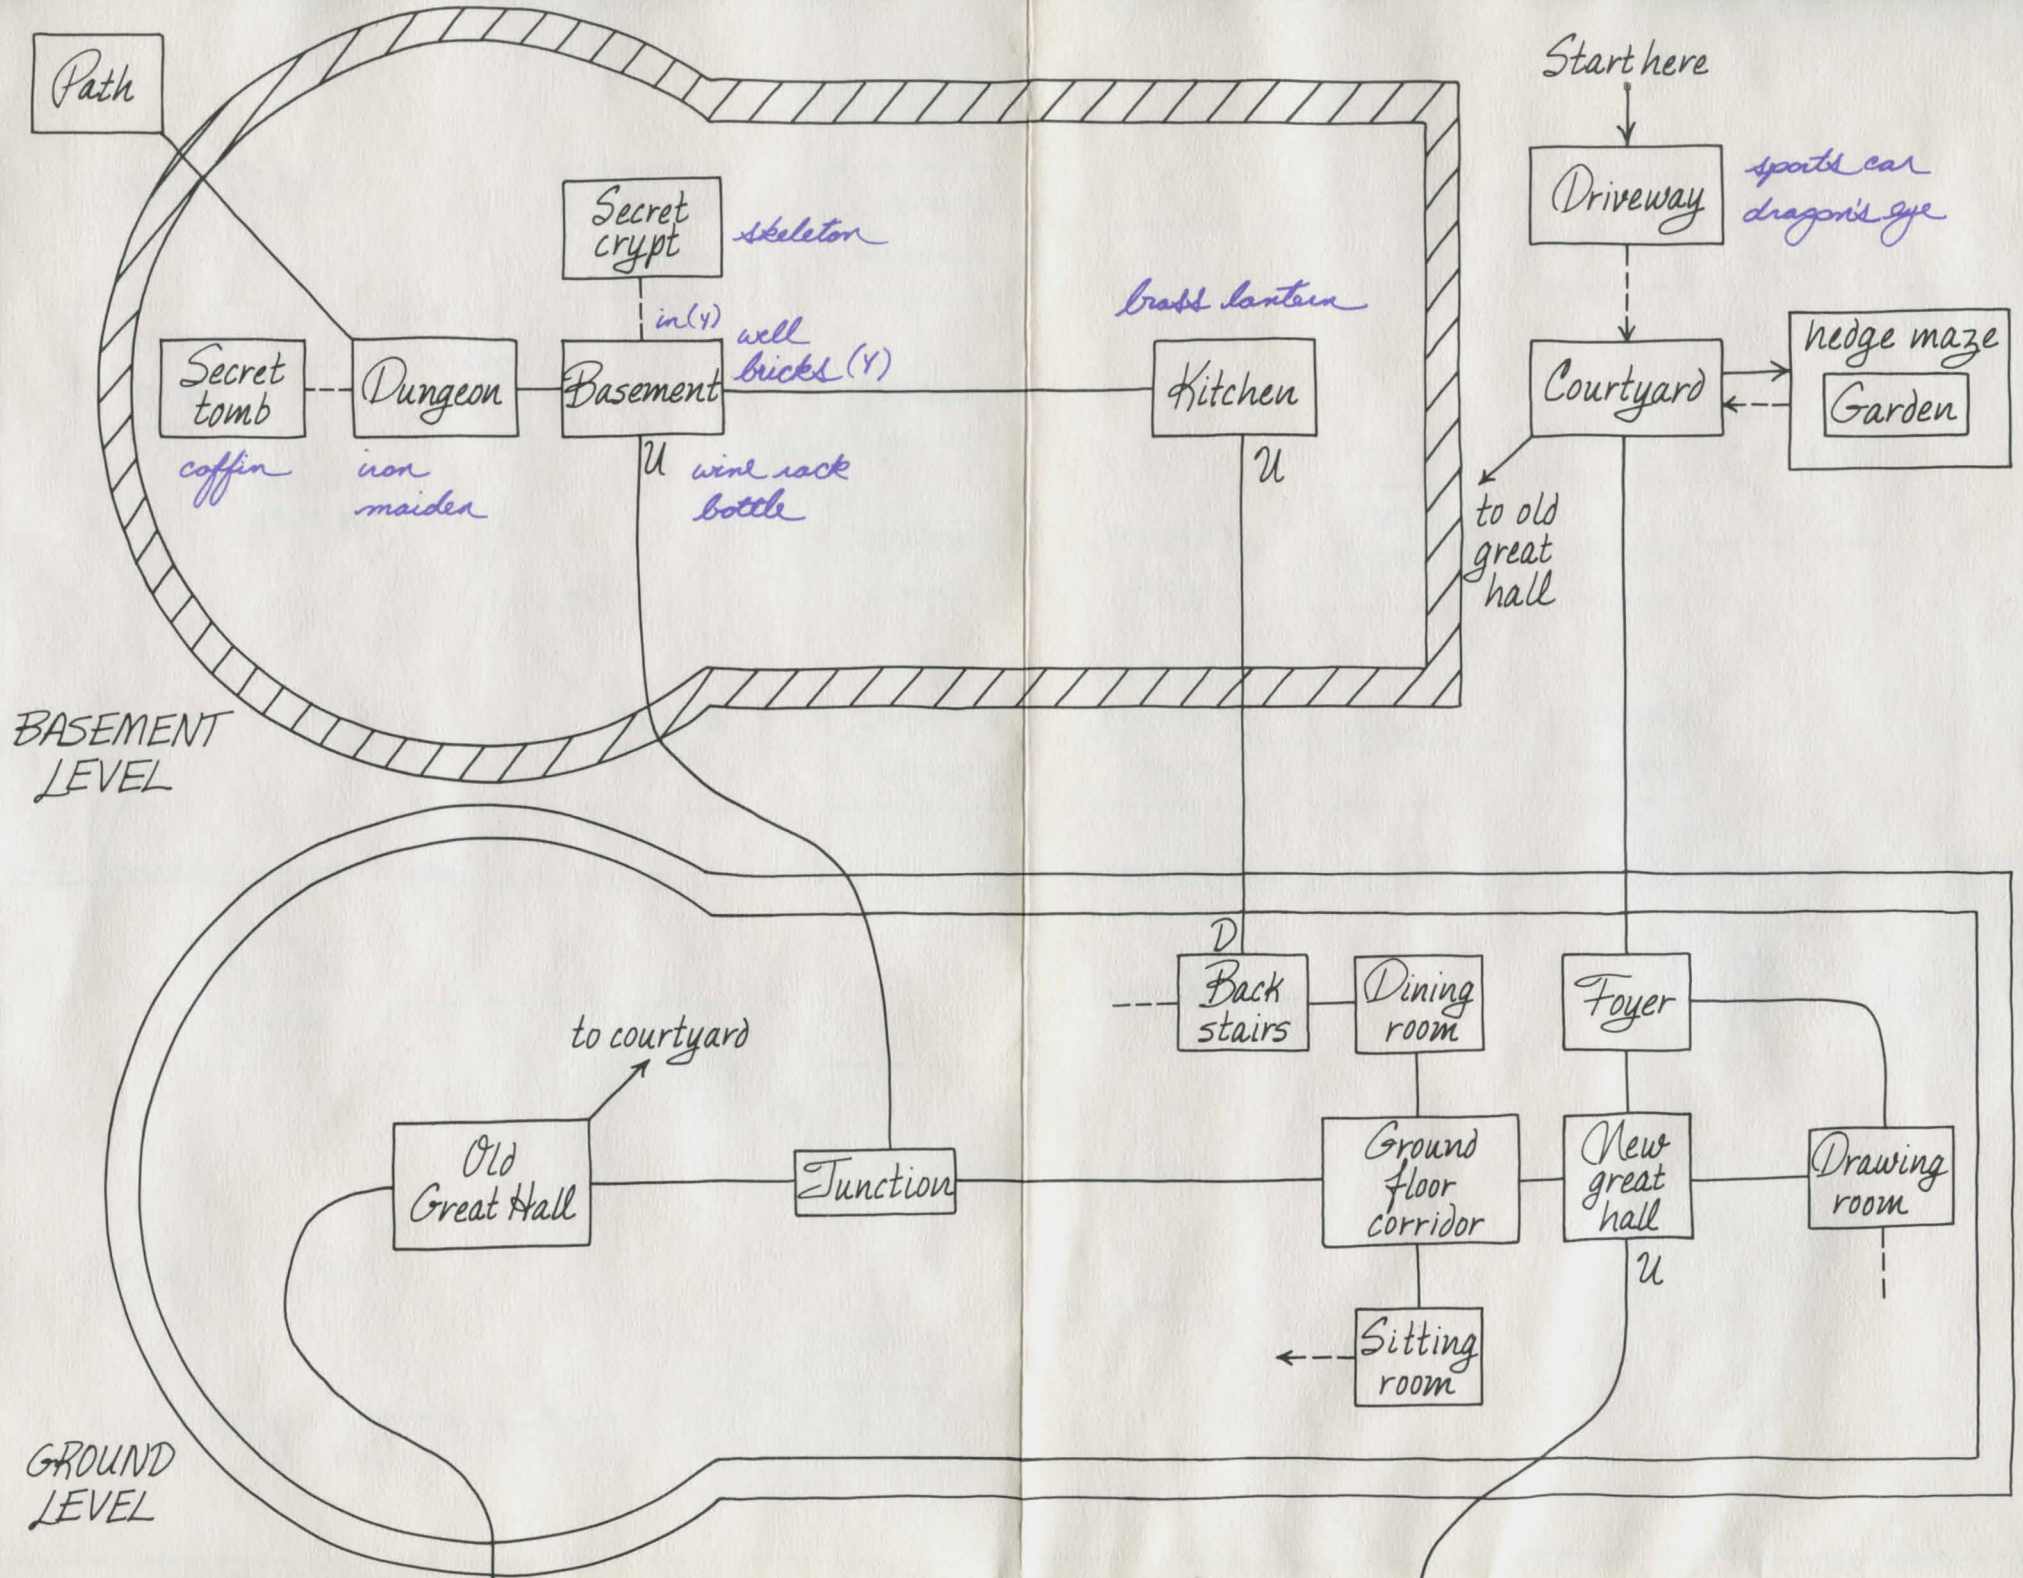 Path
Start here
Driveway
sports car
dragon's eye
Secret
crypt
skeleton
in(Y)
well
bricks (Y)
brass lantern
hedge maze
Garden
Courtyard
Secret
tomb
Dungeon
Basement
Kitchen
coffin
iron
maiden
U
wine rack
bottle
U
to old
great
hall
BASEMENT
LEVEL
D
Back
stairs
Dining
room
Foyer
to courtyard
Old
Great Hall
Junction
Ground
floor
corridor
New
great
hall
Drawing
room
U
Sitting
room
GROUND
LEVEL